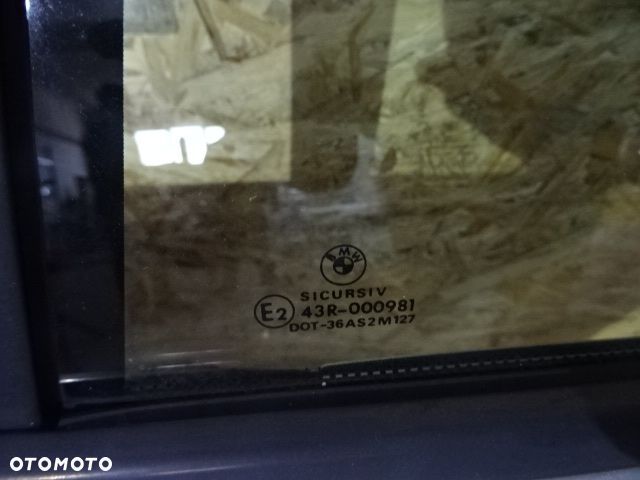 BMW
SICURSIV
E2 43R-000981
DOT-36AS2M127
OTOMOTO